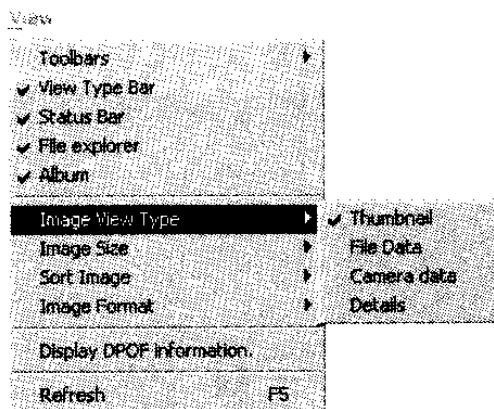 View
Toolbars
View Type Bar
Status Bar
File explorer
Album
Image View Type
Image Size
Sort Image
Image Format
Display DPOF information.
Refresh F5
Thumbnail
File Data
Camera data
Details